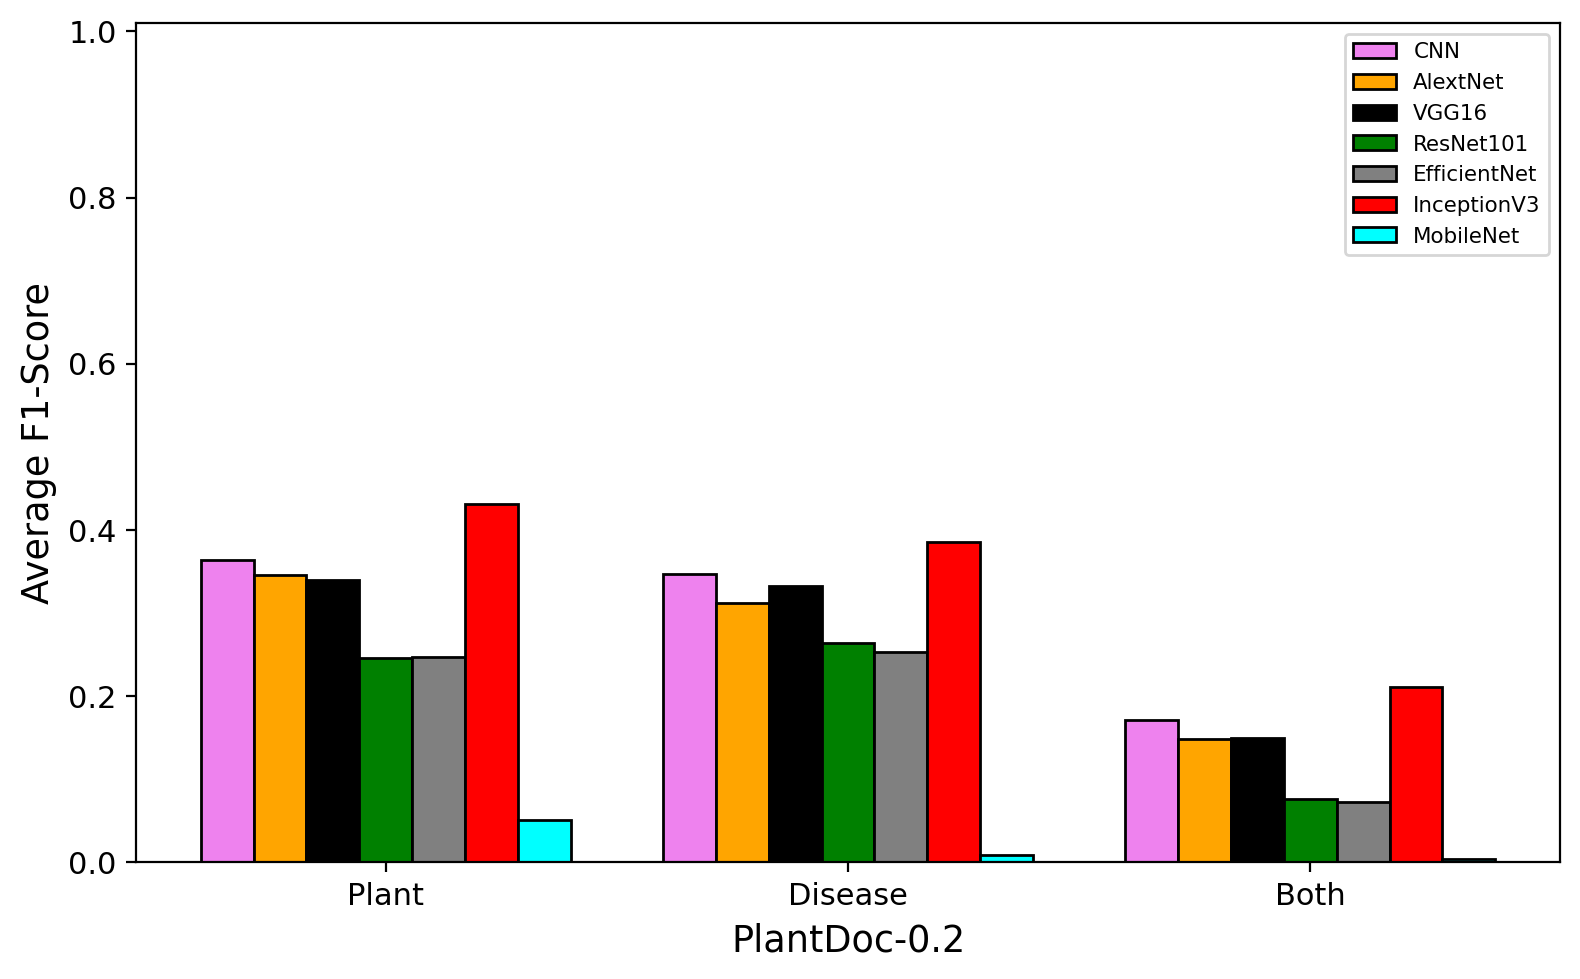 1.0
0.8
0.6
0.4
0.2
0.0
Average F1-Score
CNN
AlextNet
VGG16
ResNet101
EfficientNet
InceptionV3
MobileNet
Plant
Disease
Both
PlantDoc-0.2